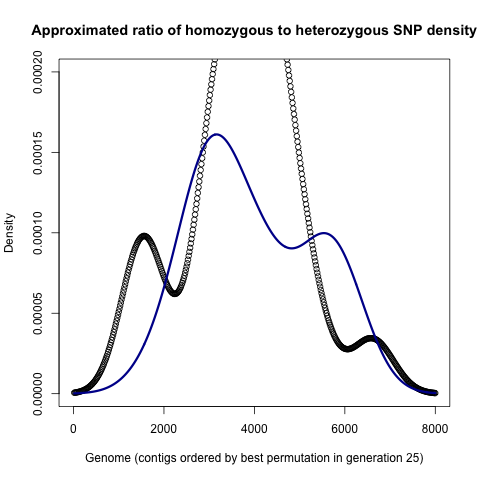 Approximated ratio of homozygous to heterozygous SNP density
Density
0.00020
0.00015
0.00010
0.00005
0.00000
0 2000 4000 6000 8000
Genome (contigs ordered by best permutation in generation 25)